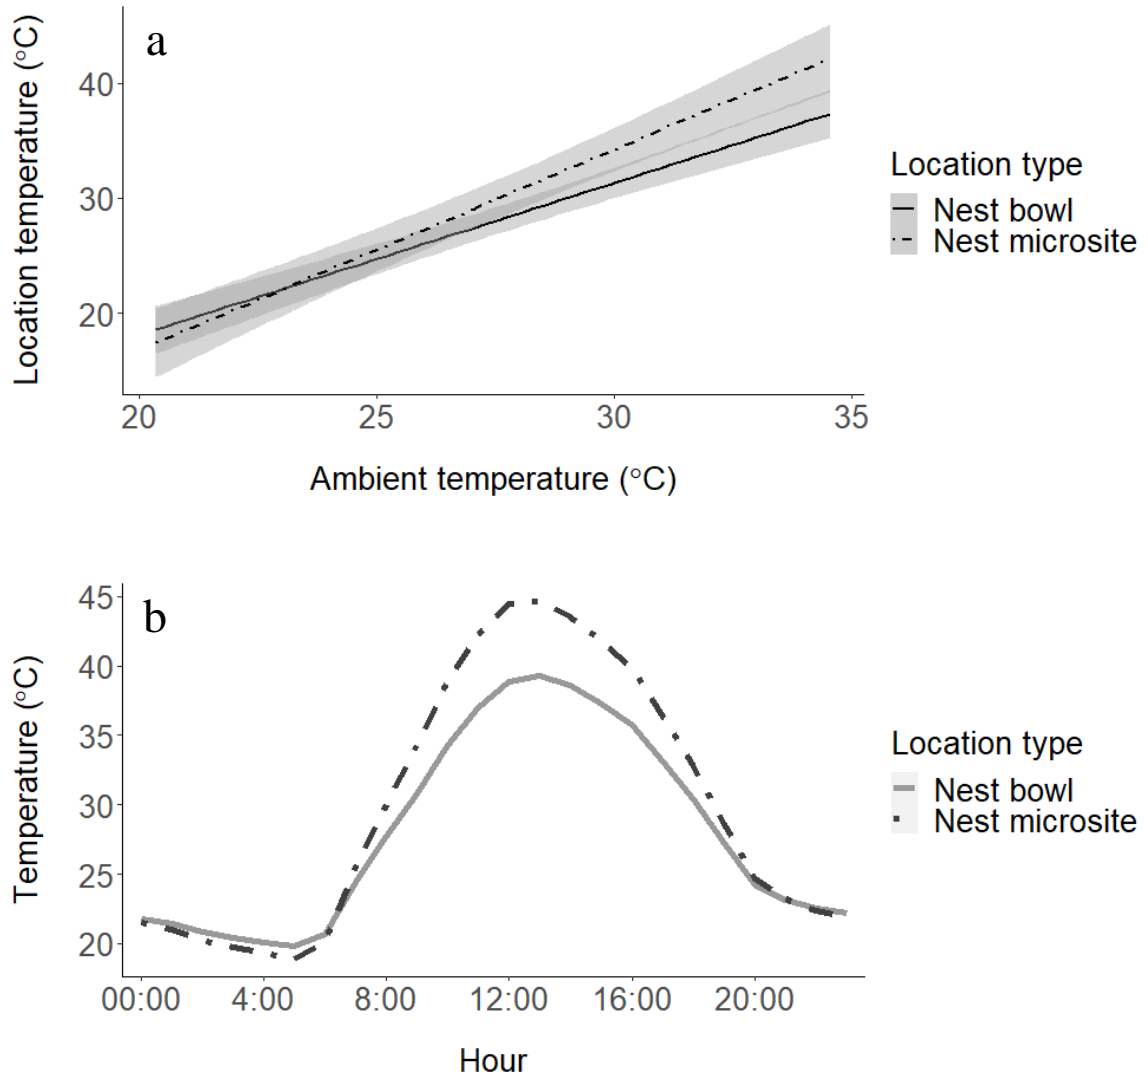 a
Location temperature (°C)
40
30
20
20 25 30 35
Ambient temperature (°C)
Location type
Nest bowl
Nest microsite
b
Temperature (°C)
45
40
35
30
25
20
00:00 4:00 8:00 12:00 16:00 20:00
Hour
Location type
Nest bowl
Nest microsite